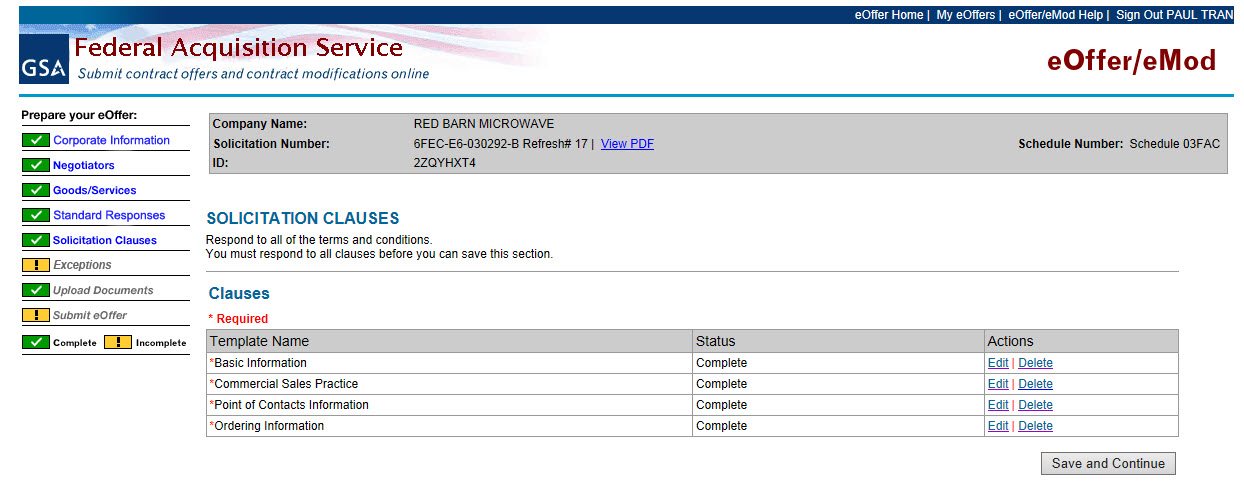 eOffer Home | My eOffers | eOffer/eMod Help | Sign Out PAUL TRAN
GSA
Federal Acquisition Service
Submit contract offers and contract modifications online
eOffer/eMod
Prepare your eOffer:
Corporate Information
Negotiators
Goods/Services
Standard Responses
Solicitation Clauses
Exceptions
Upload Documents
Submit eOffer
Complete Incomplete
Company Name: RED BARN MICROWAVE
Solicitation Number: 6FEC-E6-030292-B Refresh# 17 | View PDF Schedule Number: Schedule 03FAC
ID: 2ZQYHXT4
SOLICITATION CLAUSES
Respond to all of the terms and conditions.
You must respond to all clauses before you can save this section.
Clauses
* Required
Template Name Status Actions
*Basic Information Complete Edit | Delete
*Commercial Sales Practice Complete Edit | Delete
*Point of Contacts Information Complete Edit | Delete
*Ordering Information Complete Edit | Delete
Save and Continue